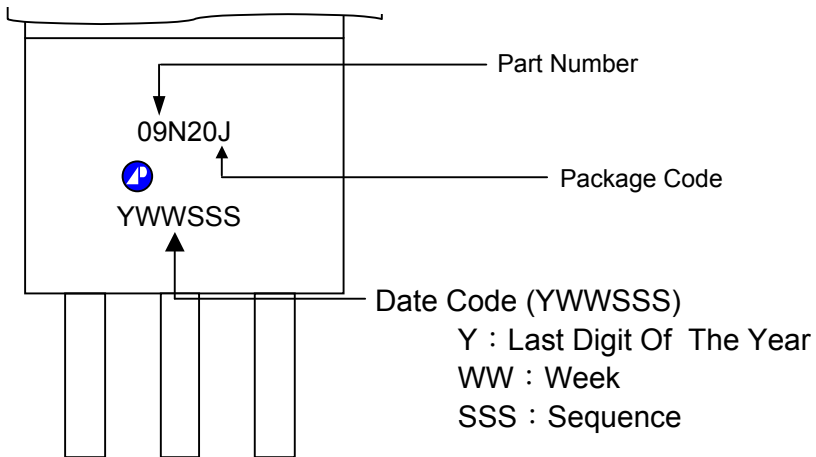 Part Number
09N20J
Package Code
YWWSSS
Date Code (YWWSSS)
Y：Last Digit Of The Year
WW：Week
SSS：Sequence